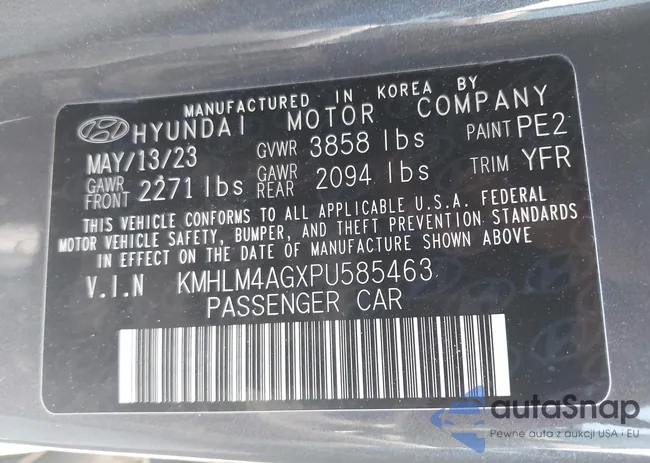 MANUFACTURED IN KOREA BY
HYUNDAI MOTOR COMPANY
MAY/13/23 GVWR 3858 lbs PAINT PE2
GAWR FRONT 2271 lbs GAWR REAR 2094 lbs TRIM YFR
THIS VEHICLE CONFORMS TO ALL APPLICABLE U.S.A. FEDERAL
MOTOR VEHICLE SAFETY, BUMPER, AND THEFT PREVENTION STANDARDS
IN EFFECT ON THE DATE OF MANUFACTURE SHOWN ABOVE
V.I.N KMHLM4AGXPU585463
PASSENGER CAR
autaSnap
Pewne auta z aukcji USA i EU